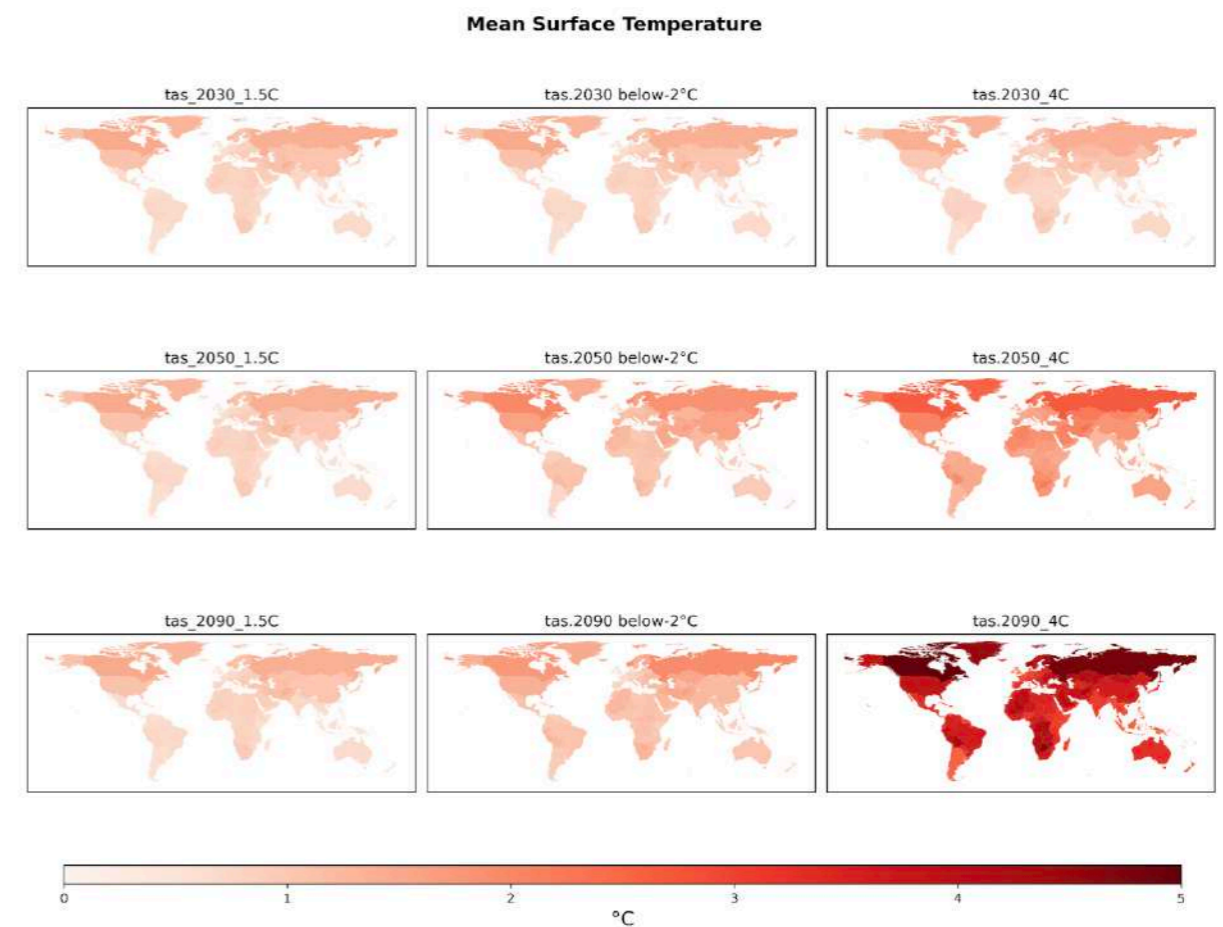 Mean Surface Temperature
tas_2030_1.5C
tas.2030 below-2°C
tas.2030_4C
tas_2050_1.5C
tas.2050 below-2°C
tas.2050_4C
tas_2090_1.5C
tas.2090 below-2°C
tas.2090_4C
0 1 2 3 4 5
°C